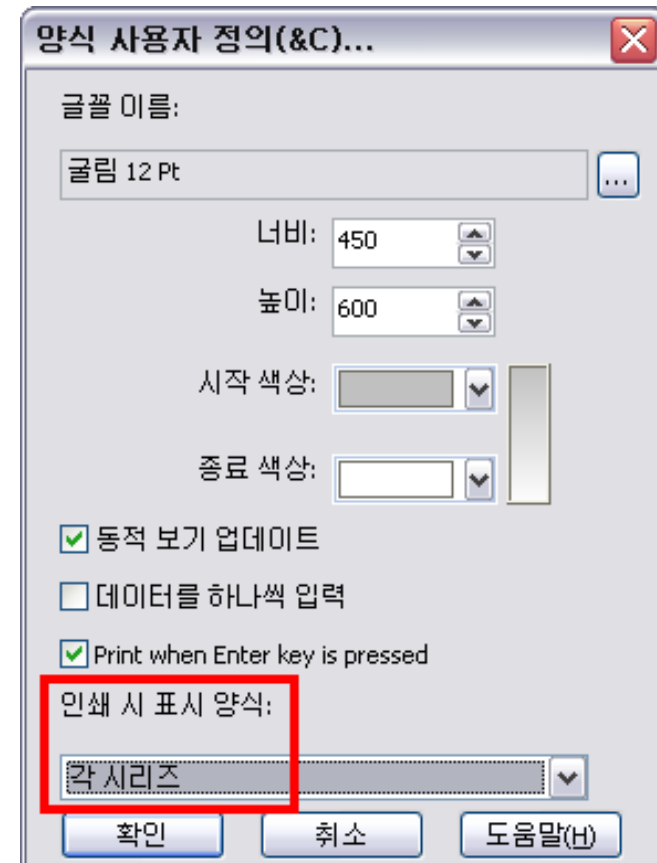 양식 사용자 정의(&C)...
글꼴 이름:
굴림 12 Pt
...
너비: 450
높이: 600
시작 색상:
종료 색상:
동적 보기 업데이트
데이터를 하나씩 입력
Print when Enter key is pressed
인쇄 시 표시 양식:
각 시리즈
확인 취소 도움말(H)